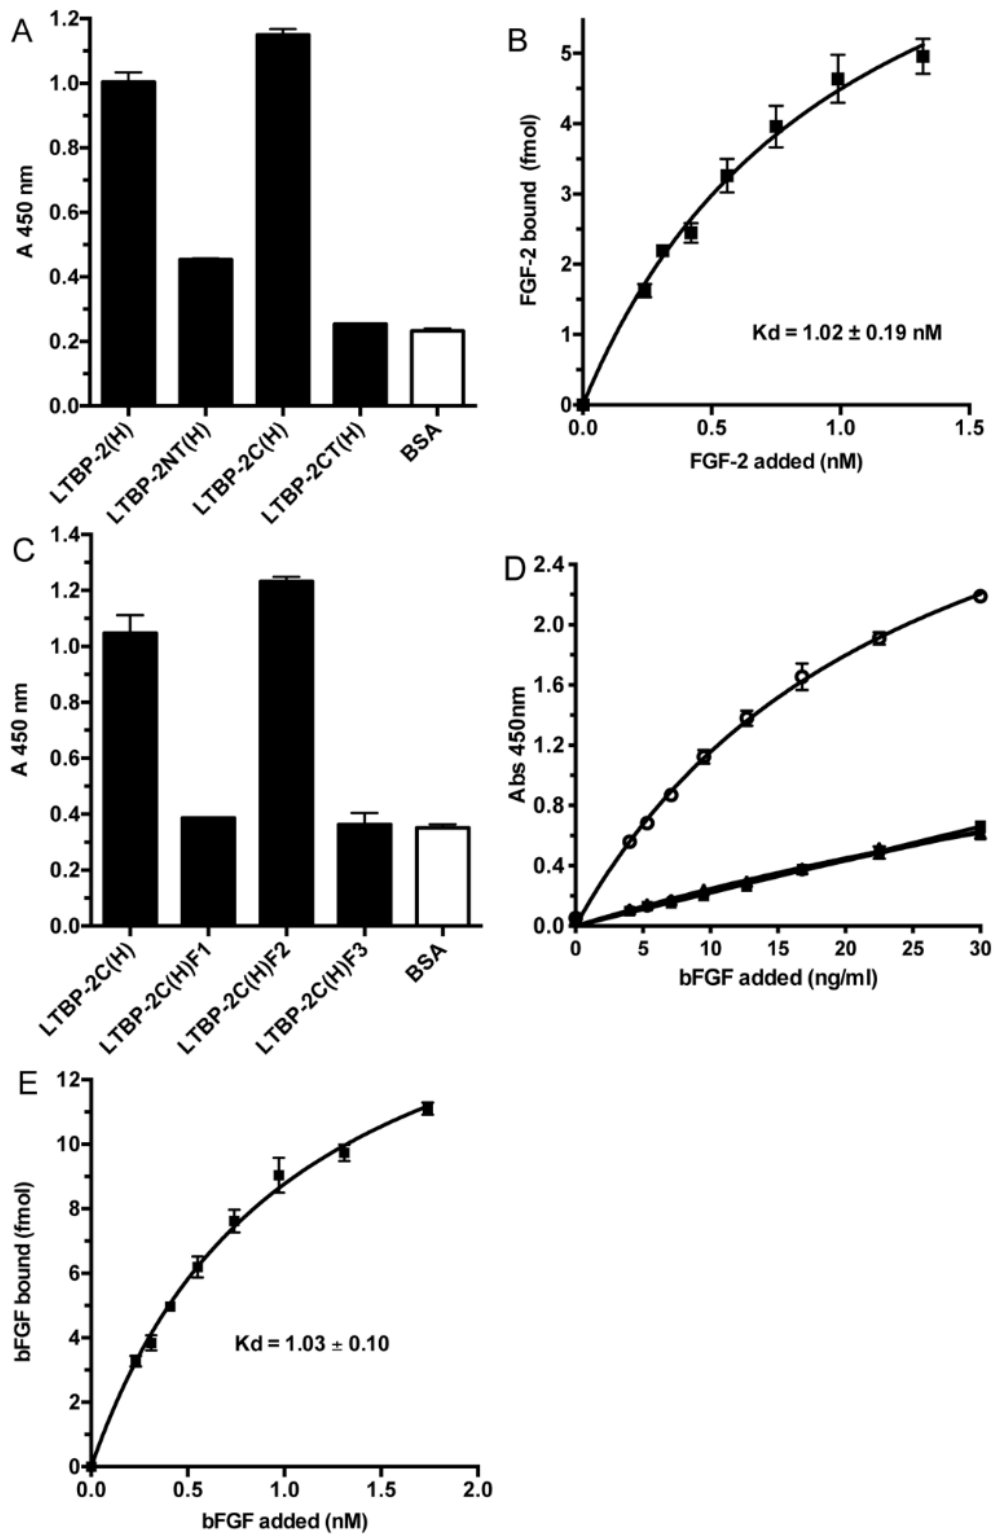 A
A 450 nm
1.2
1.0
0.8
0.6
0.4
0.2
0.0
LTBP-2(H)
LTBP-2NT(H)
LTBP-2C(H)
LTBP-2CT(H)
BSA
B
FGF-2 bound (fmol)
5
4
3
2
1
0
Kd = 1.02 ± 0.19 nM
0.0 0.5 1.0 1.5
FGF-2 added (nM)
C
A 450 nm
1.4
1.2
1.0
0.8
0.6
0.4
0.2
0.0
LTBP-2C(H)
LTBP-2C(H)F1
LTBP-2C(H)F2
LTBP-2C(H)F3
BSA
D
Abs 450nm
2.4
2.0
1.6
1.2
0.8
0.4
0.0
0 5 10 15 20 25 30
bFGF added (ng/ml)
E
bFGF bound (fmol)
12
10
8
6
4
2
0
Kd = 1.03 ± 0.10
0.0 0.5 1.0 1.5 2.0
bFGF added (nM)